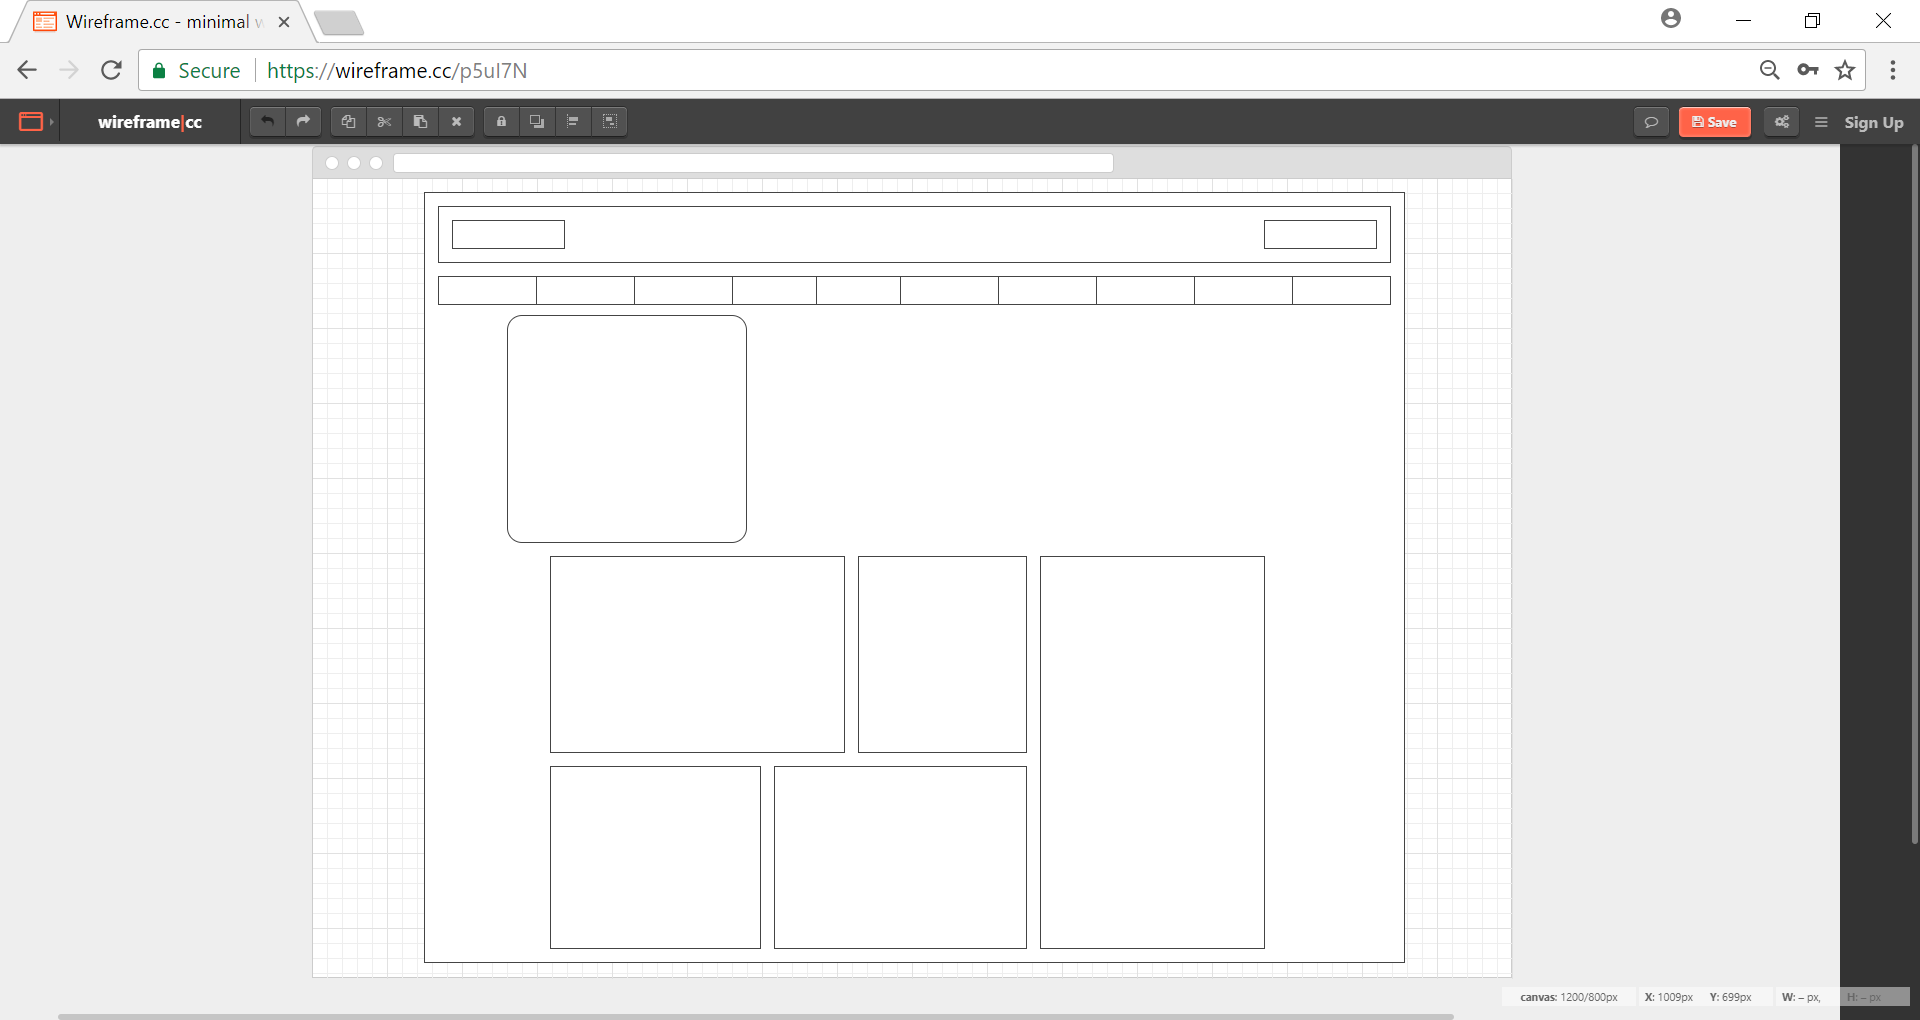 Wireframe.cc - minimal
Secure
https://wireframe.cc/p5ul7N
wireframe|cc
Save
Sign Up
canvas: 1200/800px X: 1009px Y: 699px W: – px, H: – px